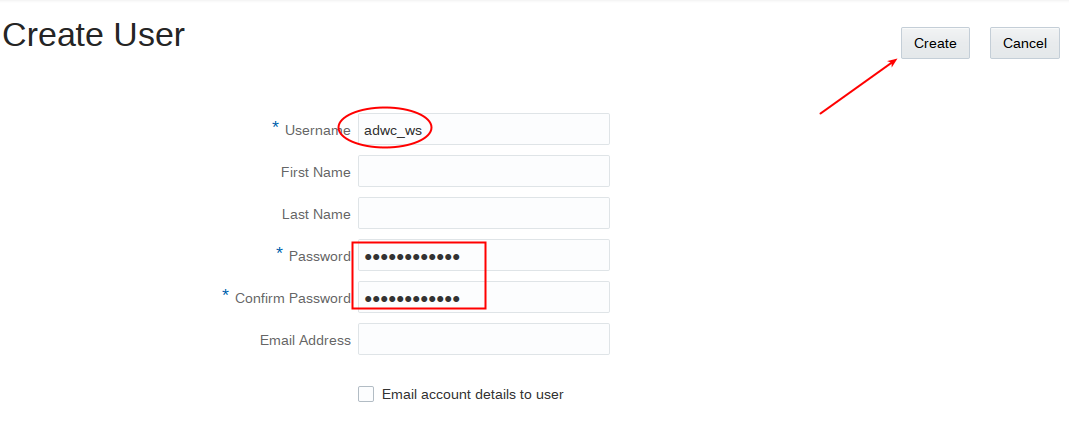 Create User
Create Cancel
* Username adwc_ws
First Name
Last Name
* Password ●●●●●●●●●●●●
* Confirm Password ●●●●●●●●●●●●
Email Address
Email account details to user